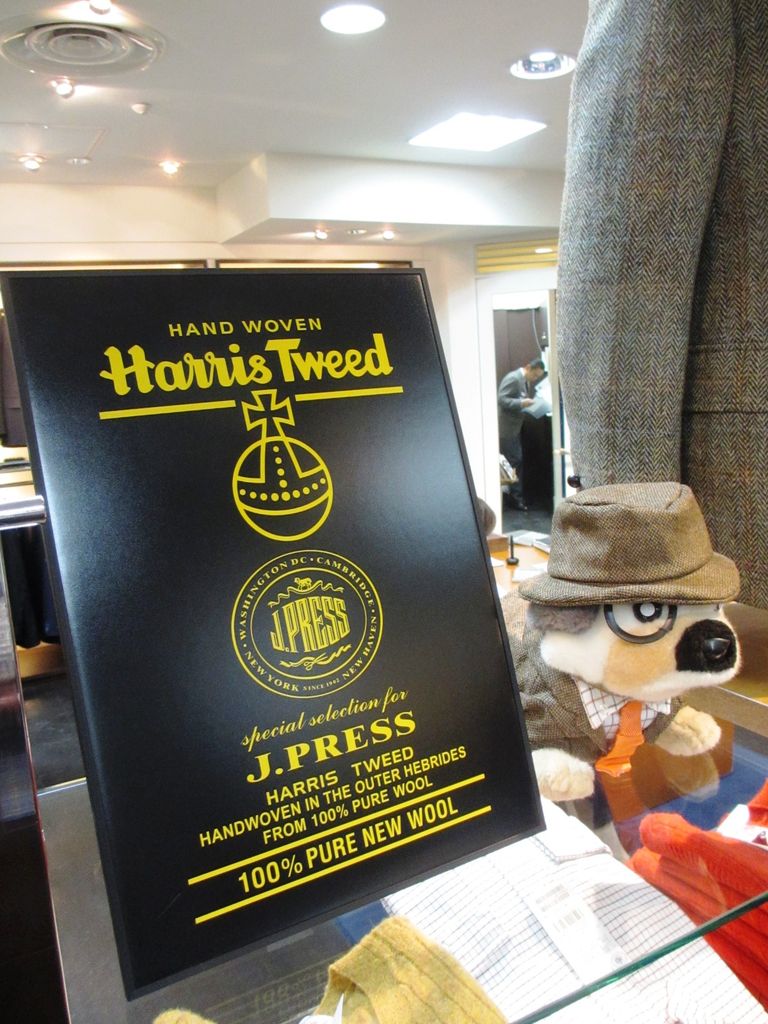 HAND WOVEN
Harris Tweed
WASHINGTON DC · CAMBRIDGE · NEW HAVEN · NEW YORK ·
J.PRESS
SINCE 1902
special selection for
J.PRESS
HARRIS TWEED
HANDWOVEN IN THE OUTER HEBRIDES
FROM 100% PURE WOOL
100% PURE NEW WOOL